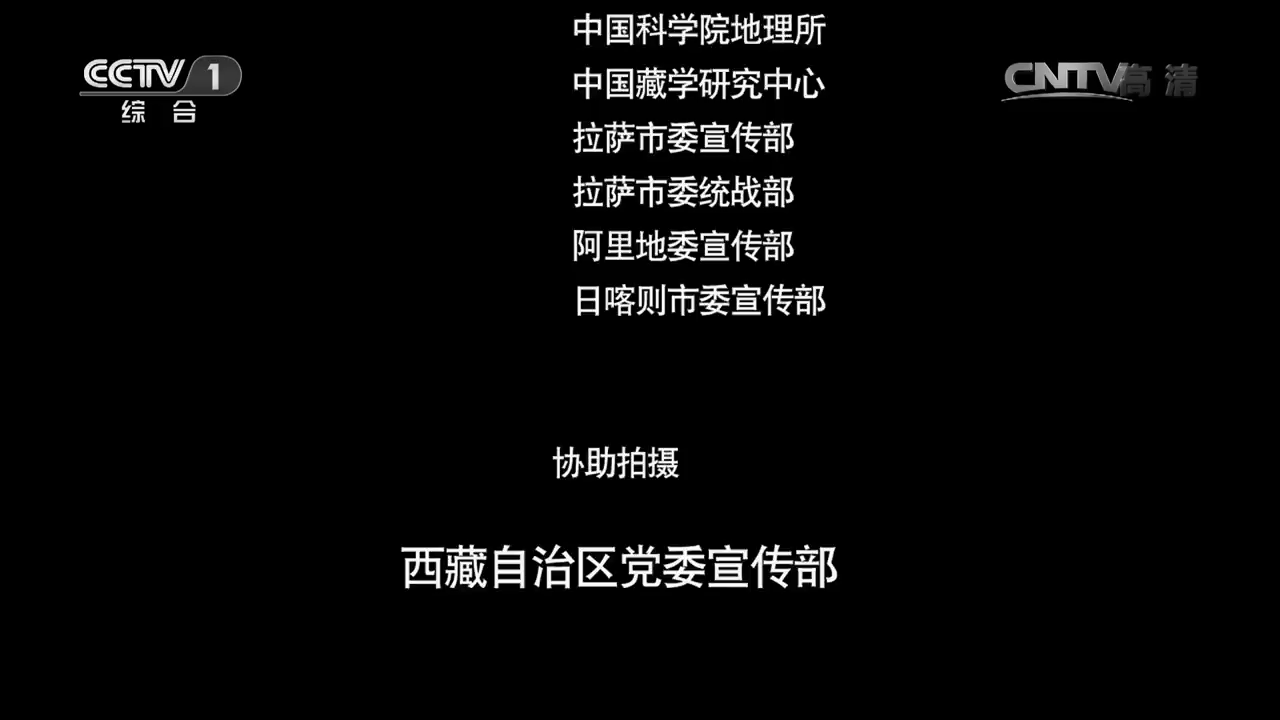 中国科学院地理所
中国藏学研究中心
CCTV 1
综合
CNTV高清
拉萨市委宣传部
拉萨市委统战部
阿里地委宣传部
日喀则市委宣传部
协助拍摄
西藏自治区党委宣传部